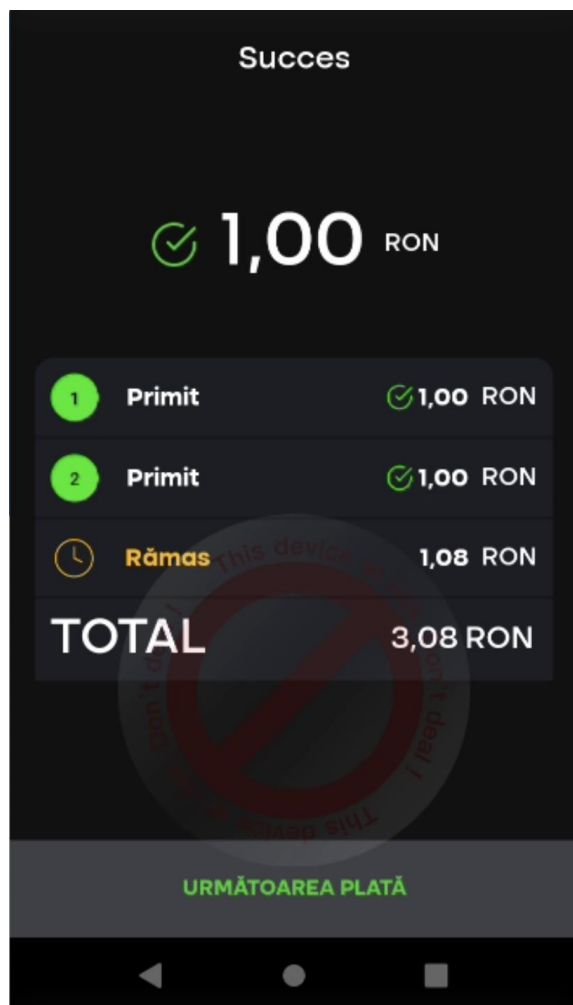 Succes
1,00 RON
1 Primit 1,00 RON
2 Primit 1,00 RON
Rămas 1,08 RON
TOTAL 3,08 RON
URMĂTOAREA PLATĂ
This device
Don't deal !
This device